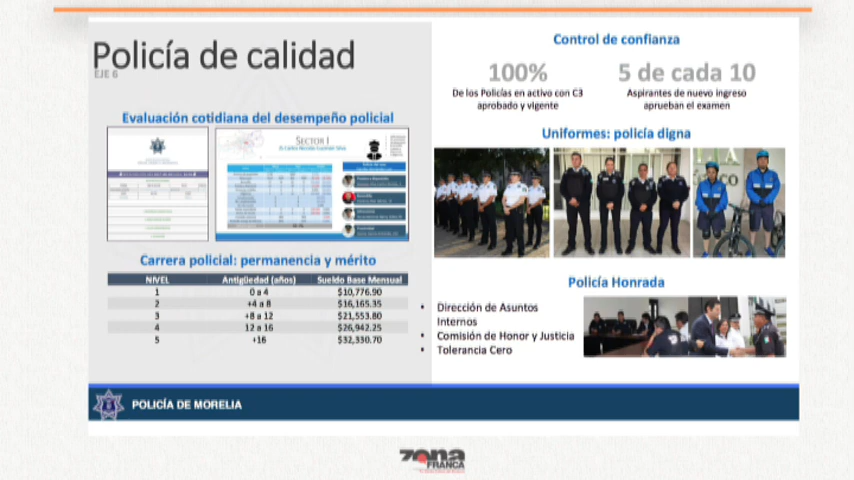 Policía de calidad
EJE 6
Evaluación cotidiana del desempeño policial
SECTOR I
Carrera policial: permanencia y mérito
NIVEL Antigüedad (años) Sueldo Base Mensual
1 0 a 4 $10,776.90
2 +4 a 8 $16,165.35
3 +8 a 12 $21,553.80
4 12 a 16 $26,942.25
5 +16 $32,330.70
Control de confianza
100%
De los Policías en activo con C3
aprobado y vigente
5 de cada 10
Aspirantes de nuevo ingreso
aprueban el examen
Uniformes: policía digna
Policía Honrada
▪ Dirección de Asuntos
Internos
▪ Comisión de Honor y Justicia
▪ Tolerancia Cero
POLICÍA DE MORELIA
ZONA
FRANCA